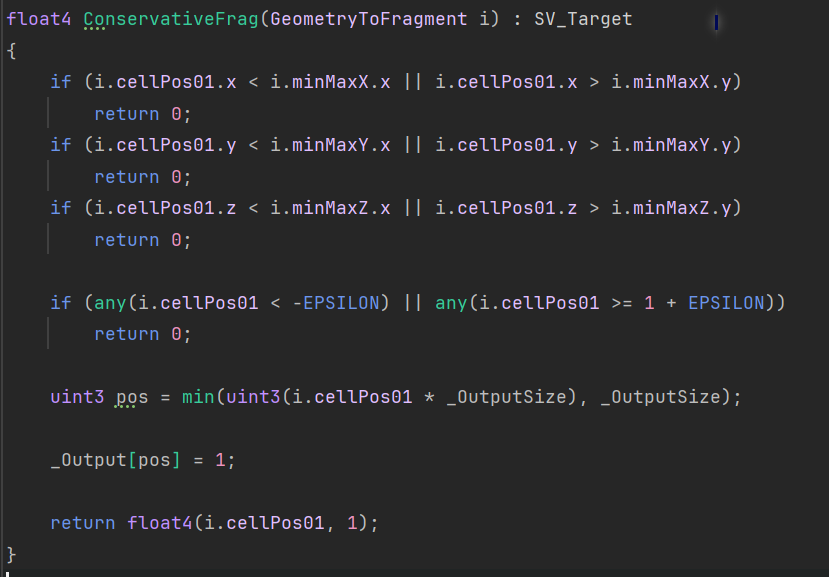 float4 ConservativeFrag(GeometryToFragment i) : SV_Target
{
    if (i.cellPos01.x < i.minMaxX.x || i.cellPos01.x > i.minMaxX.y)
        return 0;
    if (i.cellPos01.y < i.minMaxY.x || i.cellPos01.y > i.minMaxY.y)
        return 0;
    if (i.cellPos01.z < i.minMaxZ.x || i.cellPos01.z > i.minMaxZ.y)
        return 0;

    if (any(i.cellPos01 < -EPSILON) || any(i.cellPos01 >= 1 + EPSILON))
        return 0;

    uint3 pos = min(uint3(i.cellPos01 * _OutputSize), _OutputSize);

    _Output[pos] = 1;

    return float4(i.cellPos01, 1);
}